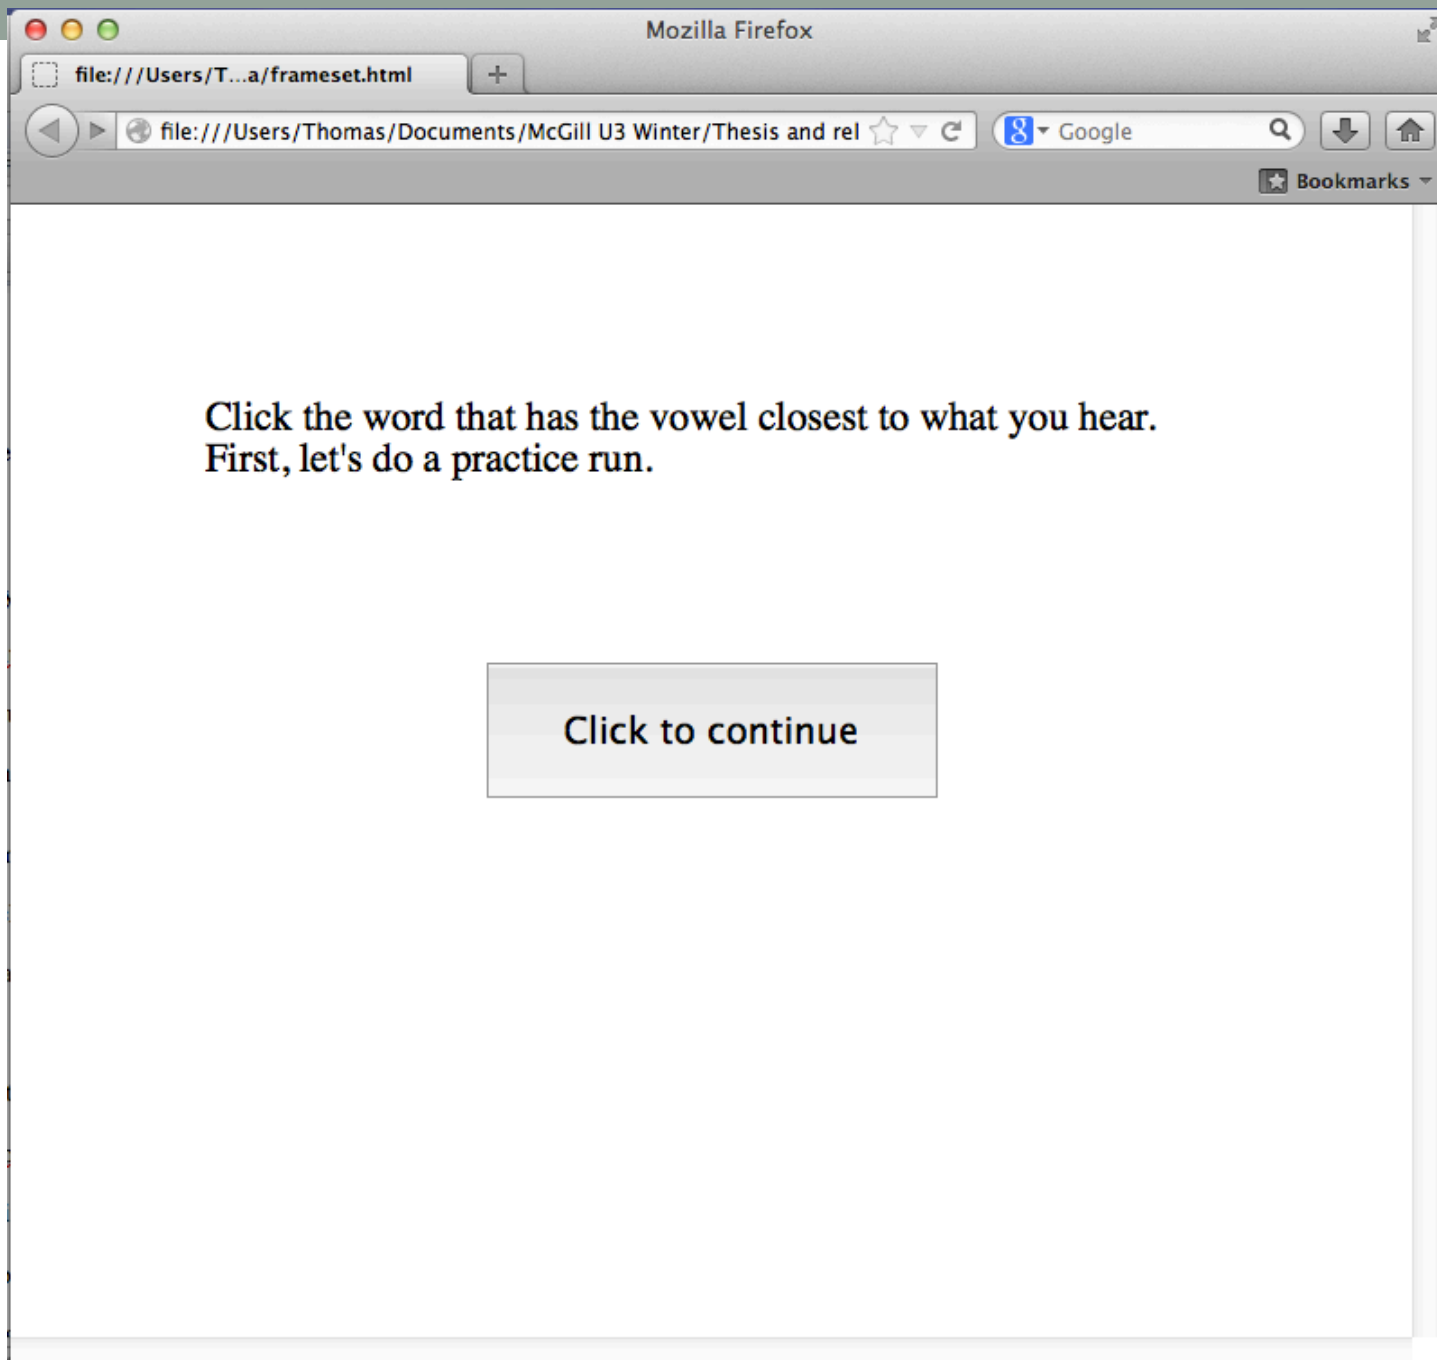 Mozilla Firefox
file:///Users/T...a/frameset.html
file:///Users/Thomas/Documents/McGill U3 Winter/Thesis and rel
Google
Bookmarks
Click the word that has the vowel closest to what you hear.
First, let's do a practice run.
Click to continue